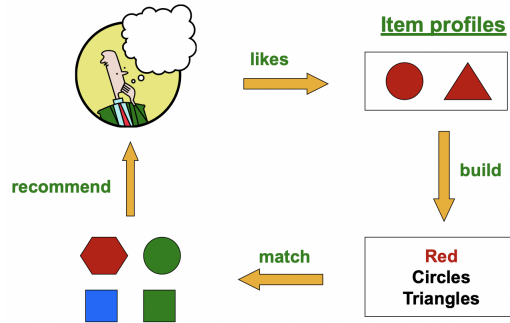 Item profiles
likes
build
recommend
match
Red
Circles
Triangles